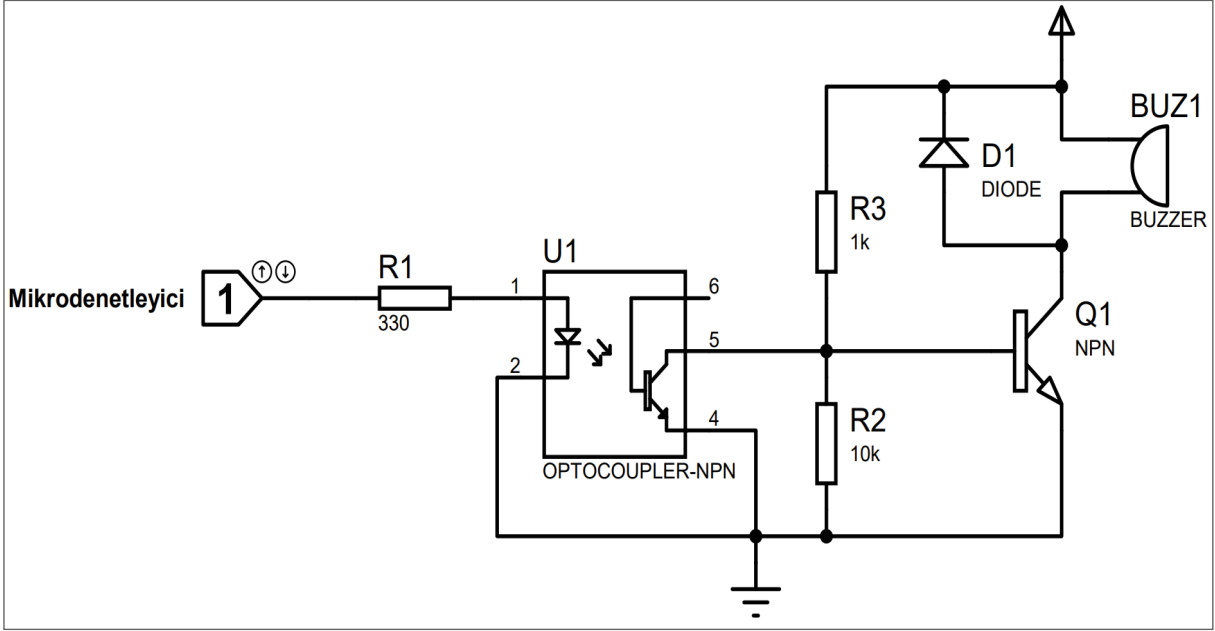 BUZ1
D1
DIODE
R3
1k
BUZZER
U1
R1
1
6
Mikrodenetleyici
1
330
Q1
NPN
5
2
4
R2
10k
OPTOCOUPLER-NPN